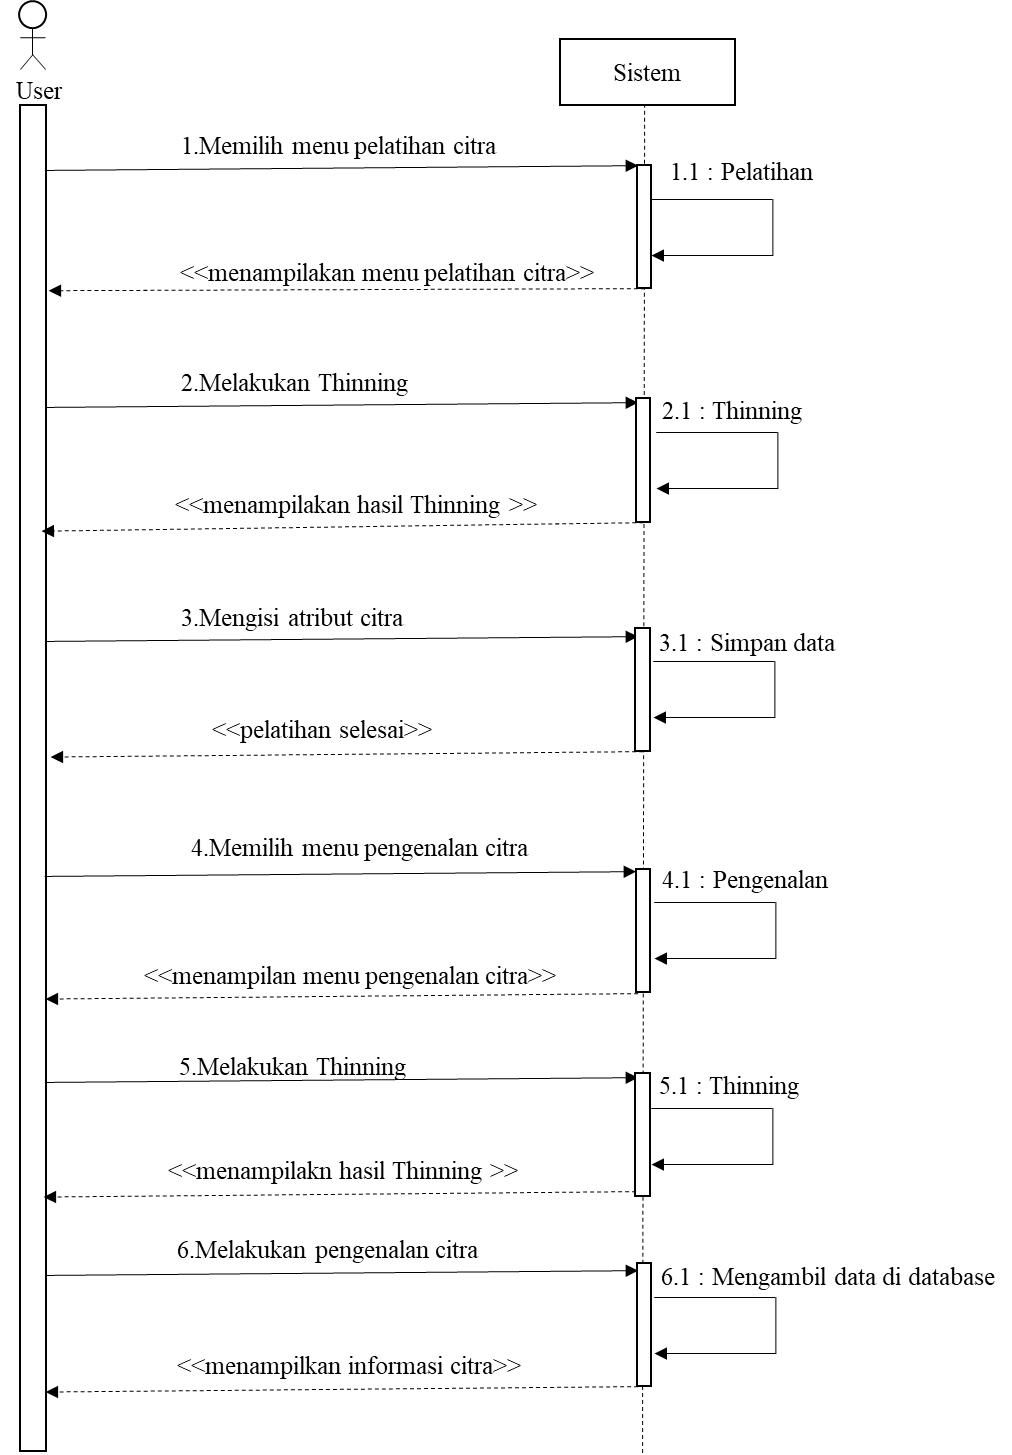 User
Sistem
1.Memilih menu pelatihan citra
1.1 : Pelatihan
<<menampilakan menu pelatihan citra>>
2.Melakukan Thinning
2.1 : Thinning
<<menampilakan hasil Thinning >>
3.Mengisi atribut citra
3.1 : Simpan data
<<pelatihan selesai>>
4.Memilih menu pengenalan citra
4.1 : Pengenalan
<<menampilan menu pengenalan citra>>
5.Melakukan Thinning
5.1 : Thinning
<<menampilakn hasil Thinning >>
6.Melakukan pengenalan citra
6.1 : Mengambil data di database
<<menampilkan informasi citra>>